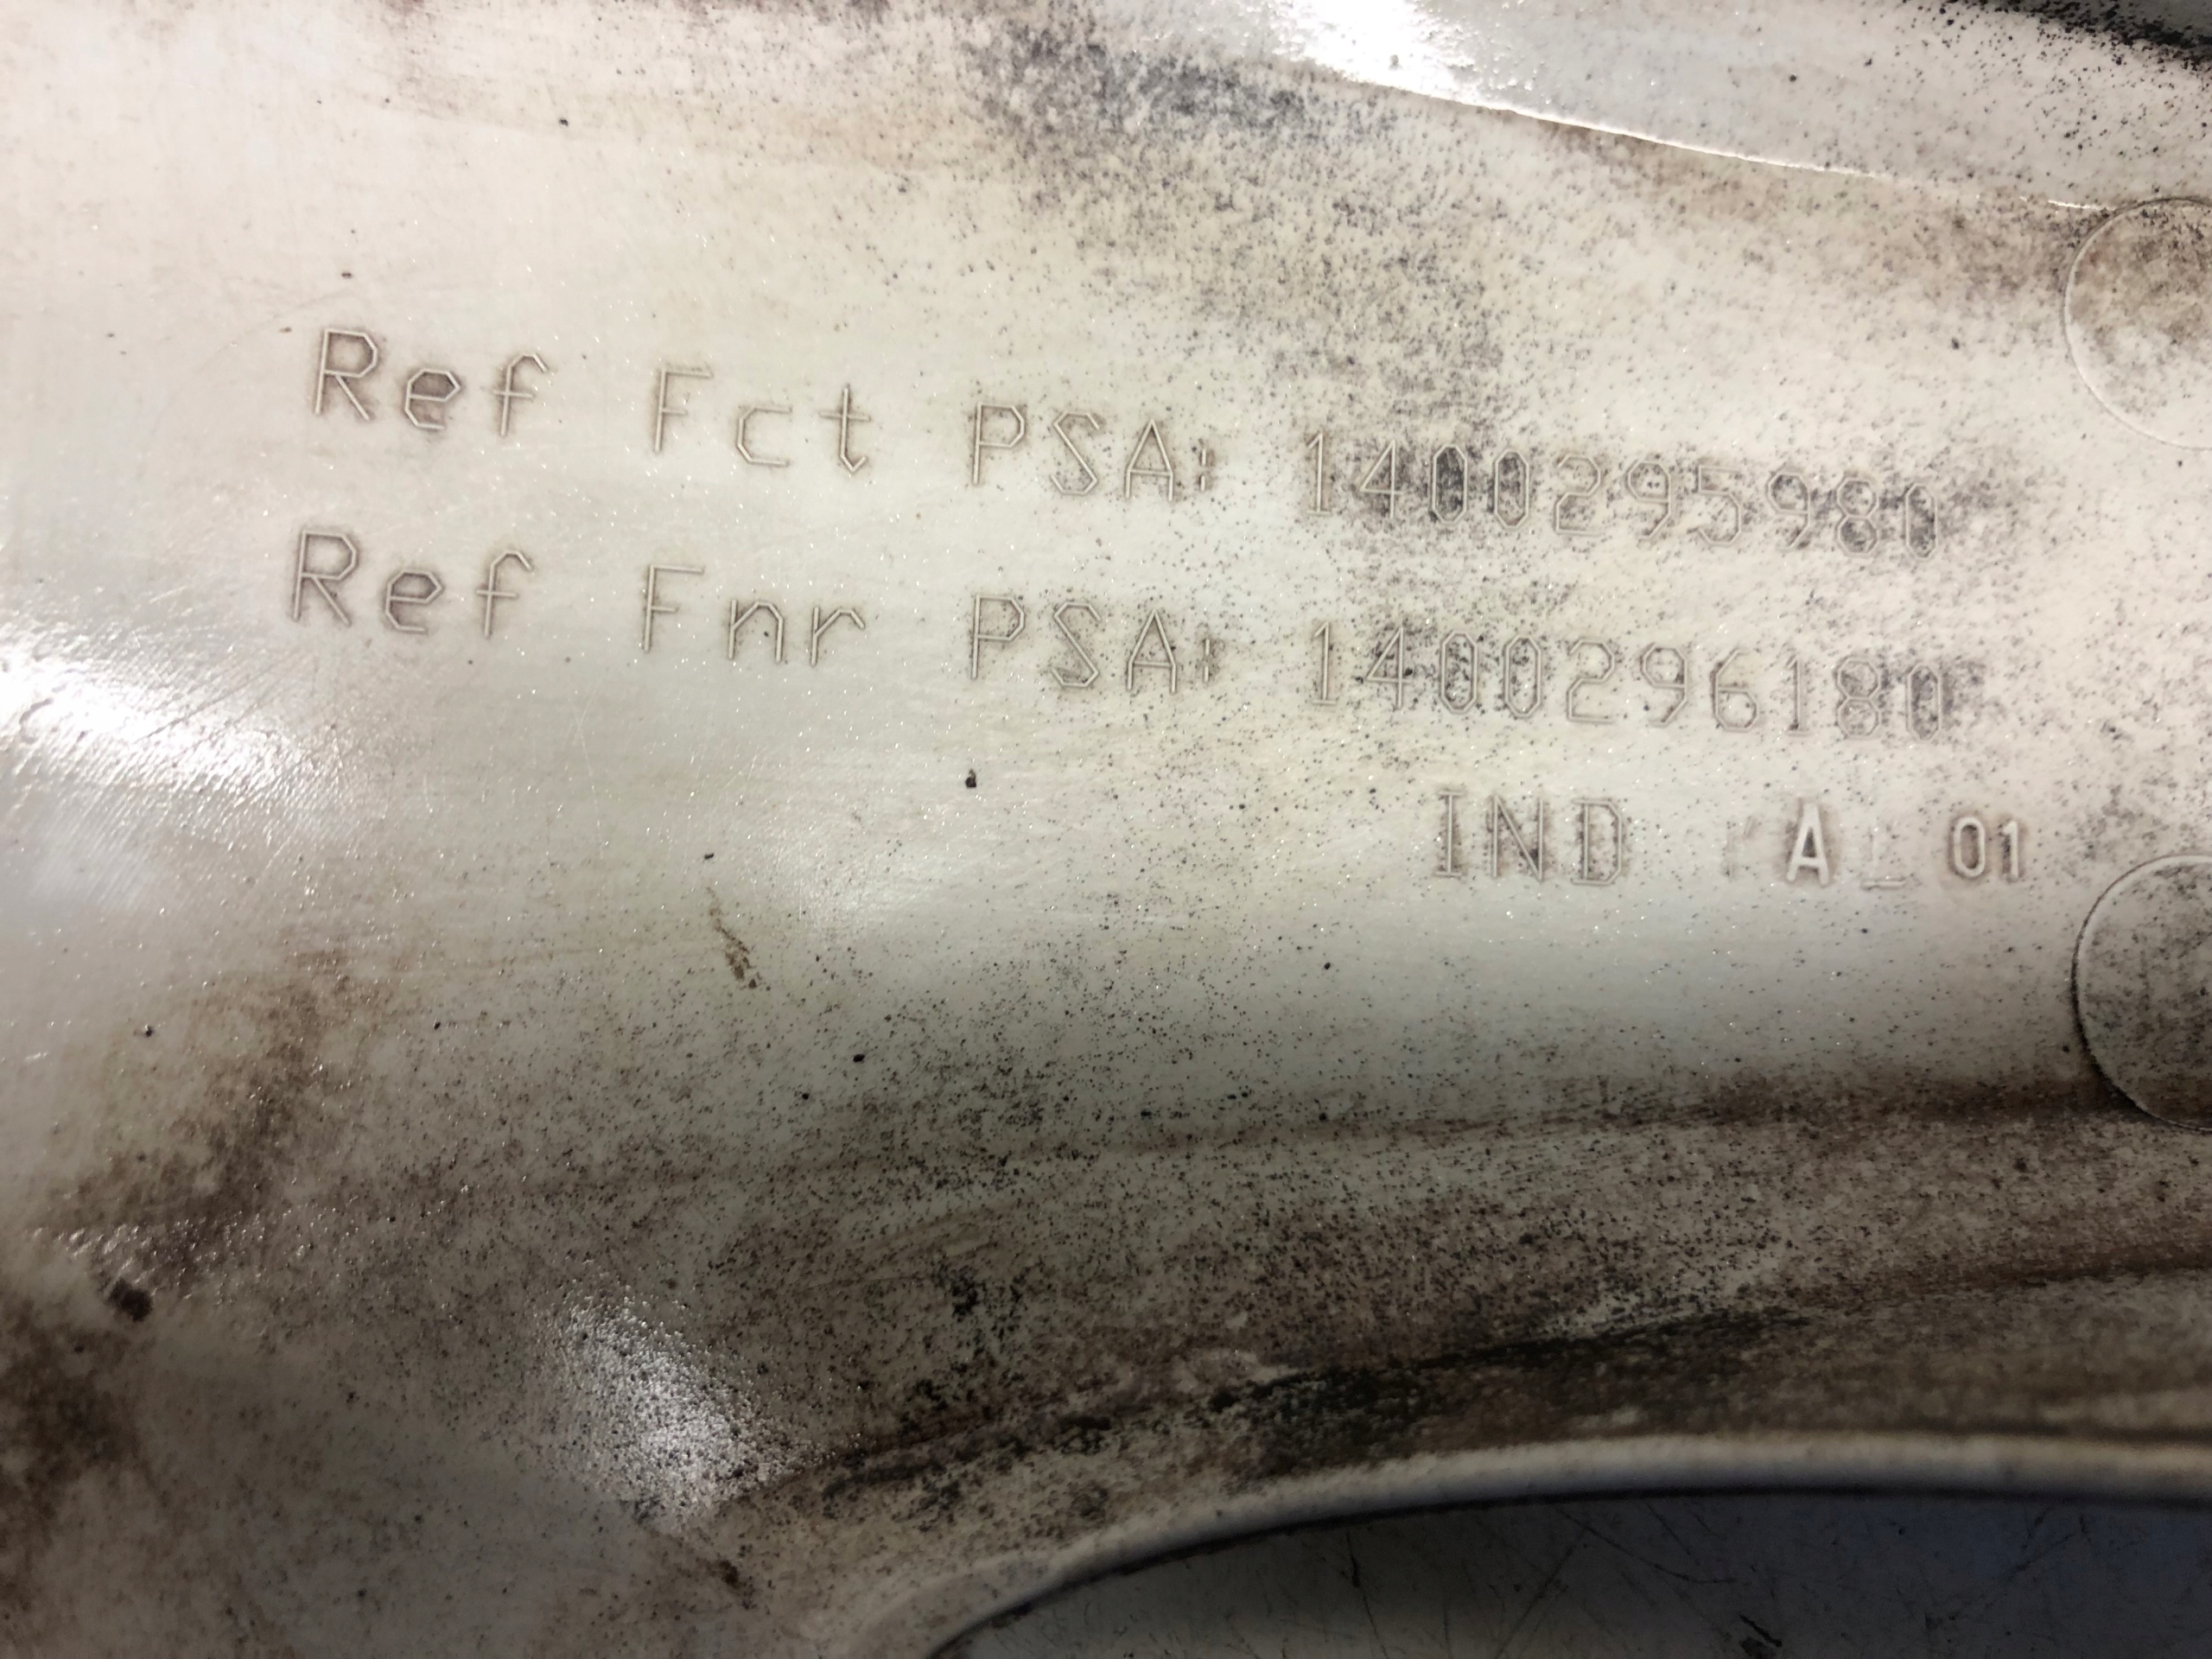 Ref Fct PSA: 1400295980
Ref Fnr PSA: 1400296180
IND A 01